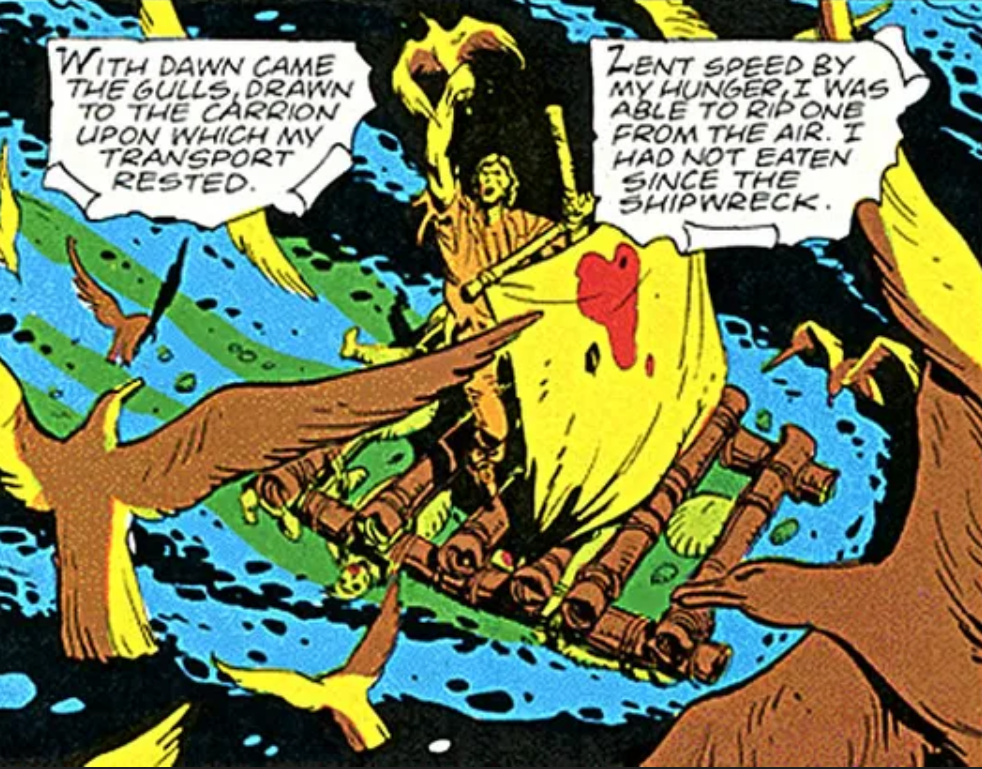 WITH DAWN CAME
THE GULLS, DRAWN
TO THE CARRION
UPON WHICH MY
TRANSPORT
RESTED.
LENT SPEED BY
MY HUNGER, I WAS
ABLE TO RIP ONE
FROM THE AIR. I
HAD NOT EATEN
SINCE THE
SHIPWRECK.